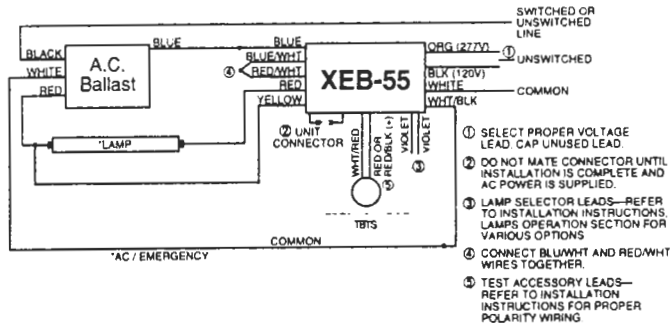 SWITCHED OR
UNSWITCHED
LINE
BLACK
BLUE
BLUE
ORG (277V)
①
A.C.
Ballast
BLUE/WHT
UNSWITCHED
WHITE
④
RED/WHT
XEB-55
BLK (120V)
RED
RED
WHITE
COMMON
YELLOW
WHT/BLK
② UNIT
CONNECTOR
*LAMP
WHT/RED
RED OR
RED/BLK (+)
VIOLET
VIOLET
③
⑤
TBTS
COMMON
*AC / EMERGENCY
① SELECT PROPER VOLTAGE
LEAD. CAP UNUSED LEAD.
② DO NOT MATE CONNECTOR UNTIL
INSTALLATION IS COMPLETE AND
AC POWER IS SUPPLIED.
③ LAMP SELECTOR LEADS—REFER
TO INSTALLATION INSTRUCTIONS,
LAMPS OPERATION SECTION FOR
VARIOUS OPTIONS
④ CONNECT BLU/WHT AND RED/WHT
WIRES TOGETHER.
⑤ TEST ACCESSORY LEADS—
REFER TO INSTALLATION
INSTRUCTIONS FOR PROPER
POLARITY WIRING